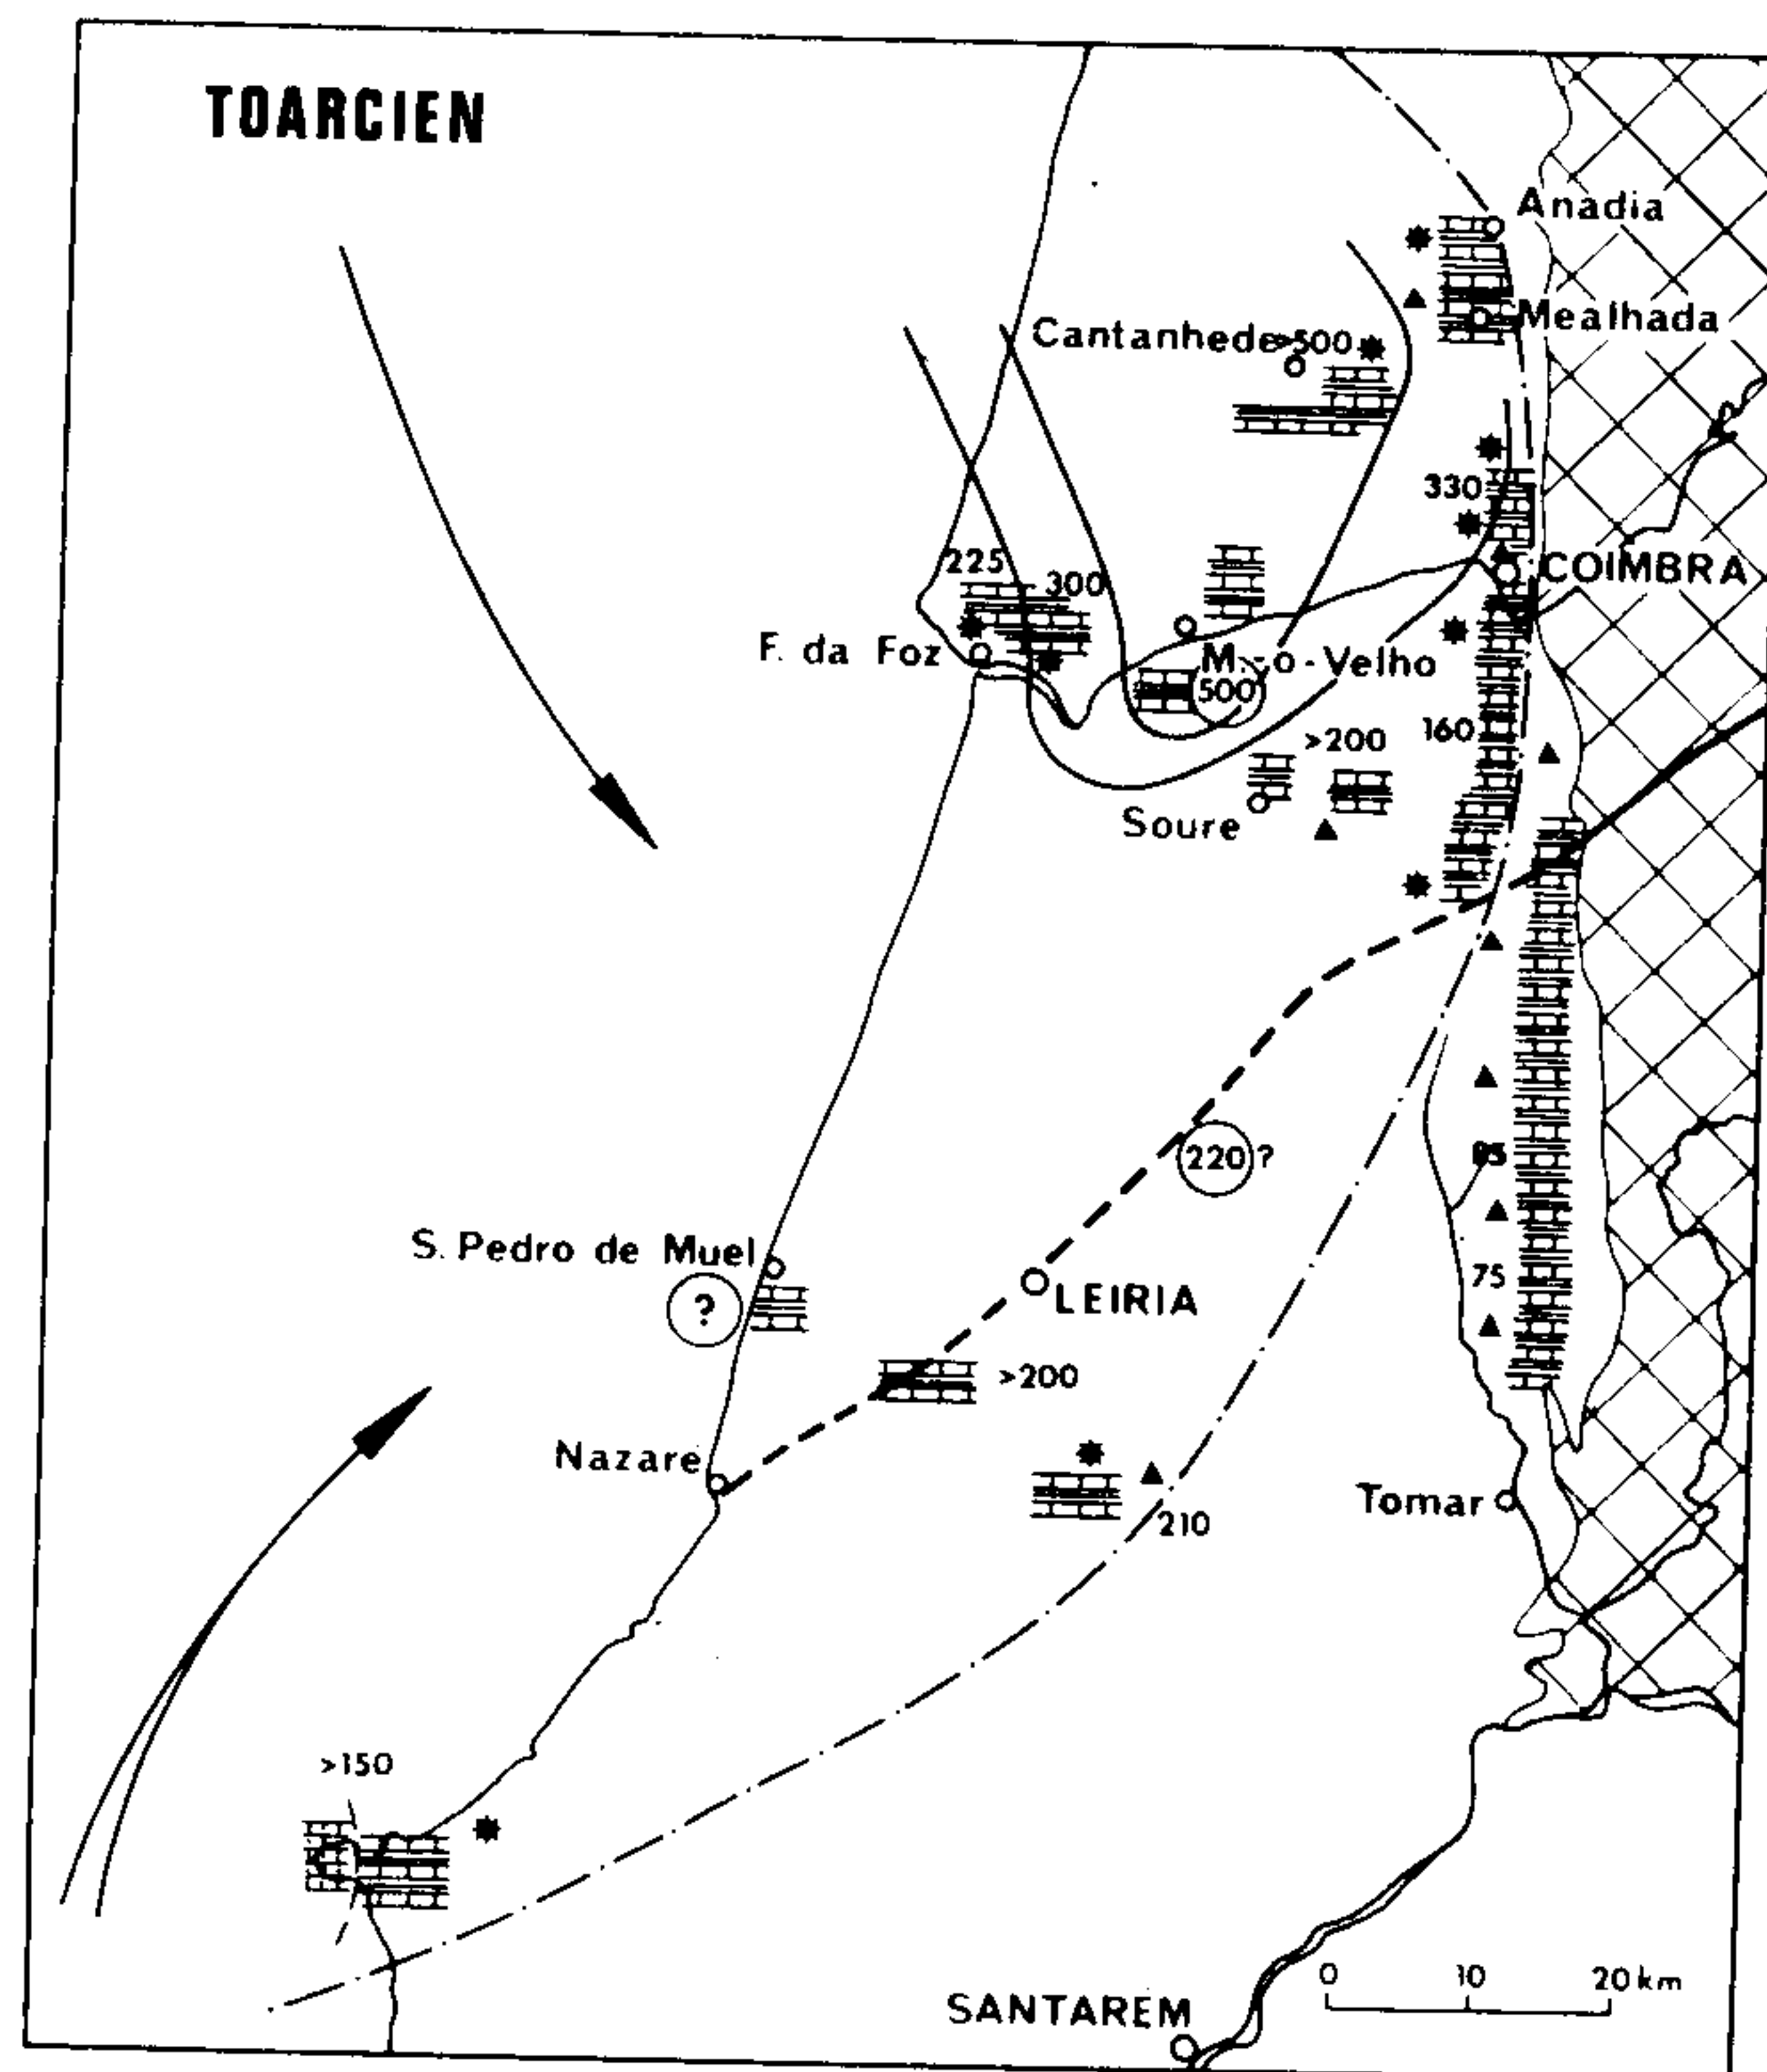 TOARCIEN
Anadia
Mealhada
Cantanhede >500
330
COIMBRA
225
300
F. da Foz
M.-o-Velho
500
160
>200
Soure
220 ?
75
S. Pedro de Muel
?
LEIRIA
>200
Nazare
210
Tomar
>150
0 10 20 km
SANTAREM